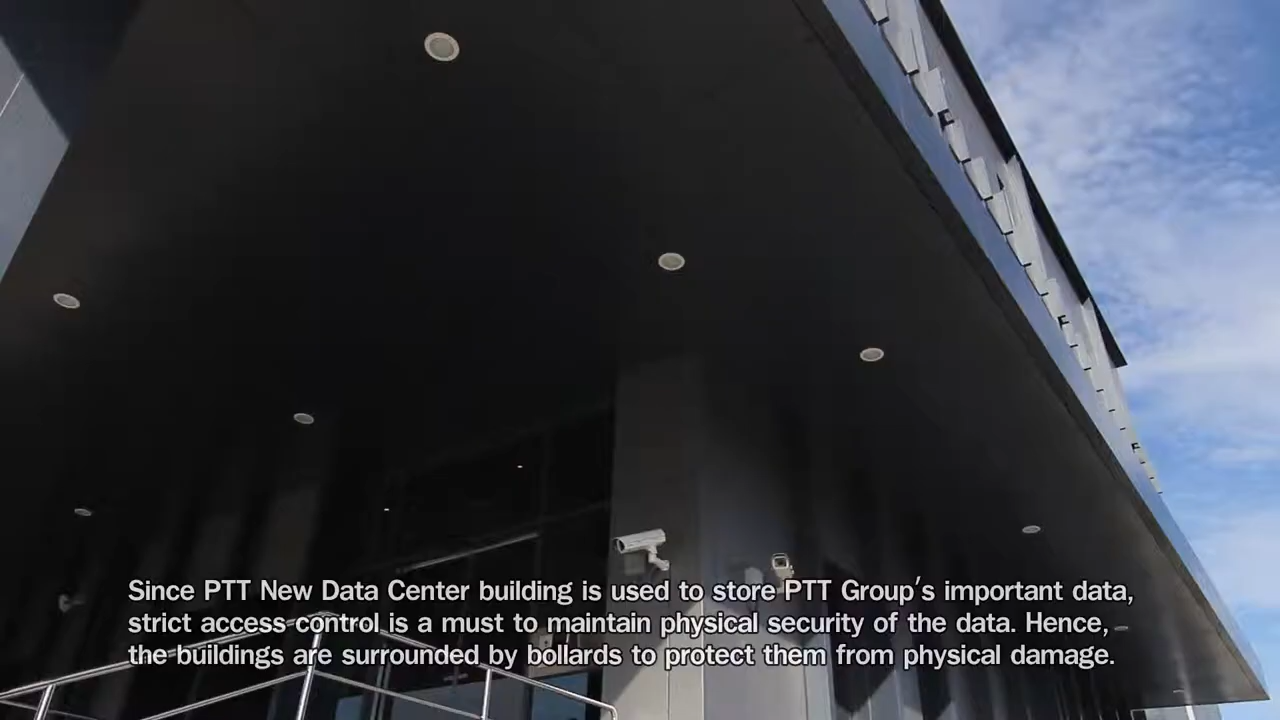 Since PTT New Data Center building is used to store PTT Group's important data,
strict access control is a must to maintain physical security of the data. Hence,
the buildings are surrounded by bollards to protect them from physical damage.